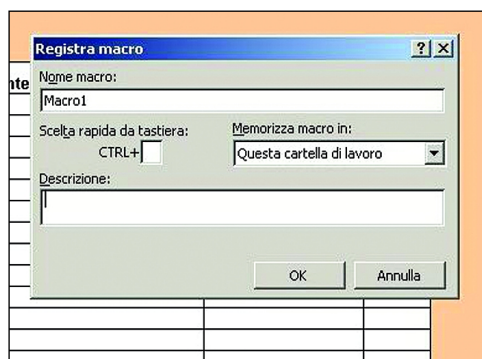 Registra macro
nte
Nome macro:
Macro1
Scelta rapida da tastiera:
Memorizza macro in:
CTRL+
Questa cartella di lavoro
Descrizione:
OK
Annulla